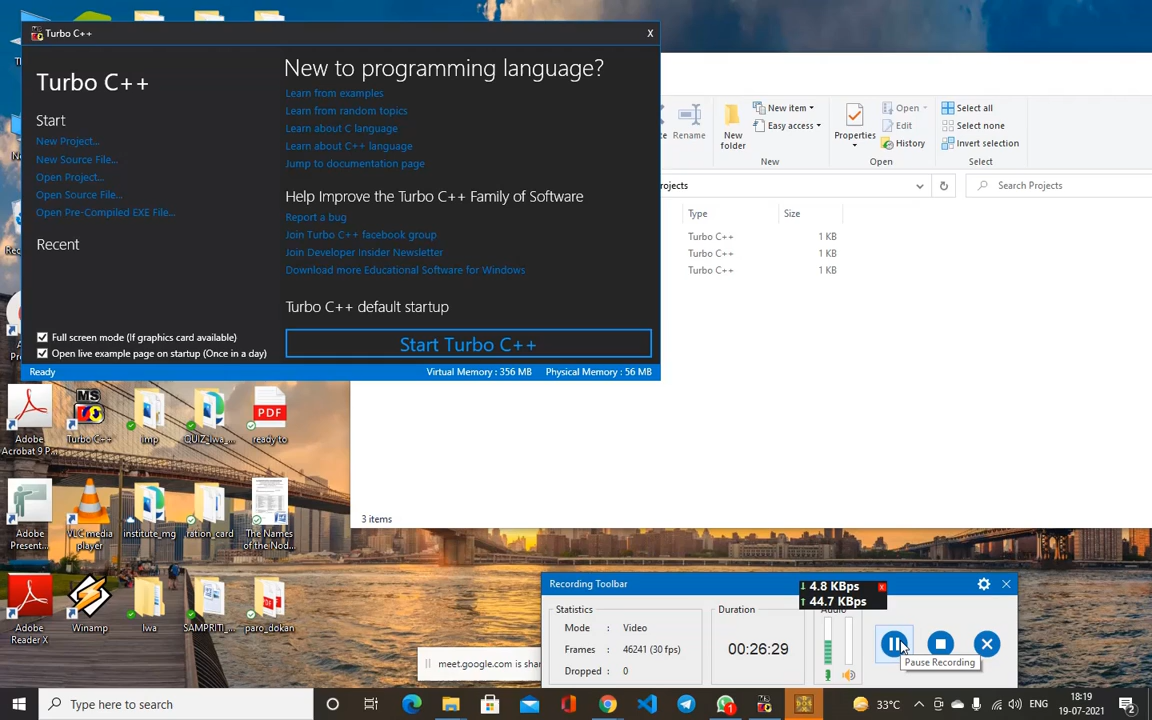 Turbo C++
X
Turbo C++
Start
New Project...
New Source File...
Open Project...
Open Source File...
Open Pre-Compiled EXE File...
Recent
Full screen mode (If graphics card available)
Open live example page on startup (Once in a day)
New to programming language?
Learn from examples
Learn from random topics
Learn about C language
Learn about C++ language
Jump to documentation page
Help Improve the Turbo C++ Family of Software
Report a bug
Join Turbo C++ facebook group
Join Developer Insider Newsletter
Download more Educational Software for Windows
Turbo C++ default startup
Start Turbo C++
Ready
Virtual Memory : 356 MB
Physical Memory : 56 MB
Rename
New
folder
New item
Easy access
New
Properties
Open
Edit
History
Open
Select all
Select none
Invert selection
Select
rojects
Search Projects
Type
Size
Turbo C++
1 KB
Turbo C++
1 KB
Turbo C++
1 KB
3 items
Adobe
Acrobat 9 P
MS
Turbo C++
imp
QUIZ_lwa_...
PDF
ready to
Adobe
Present...
VLC media
player
institute_mg
ration_card
The Names
of the Nod...
Adobe
Reader X
Winamp
lwa
SAMPRITI_...
paro_dokan
meet.google.com is shar
Recording Toolbar
4.8 KBps
44.7 KBps
Statistics
Mode : Video
Frames : 46241 (30 fps)
Dropped : 0
Duration
00:26:29
Pause Recording
Type here to search
1
33°C
ENG
18:19
19-07-2021
2